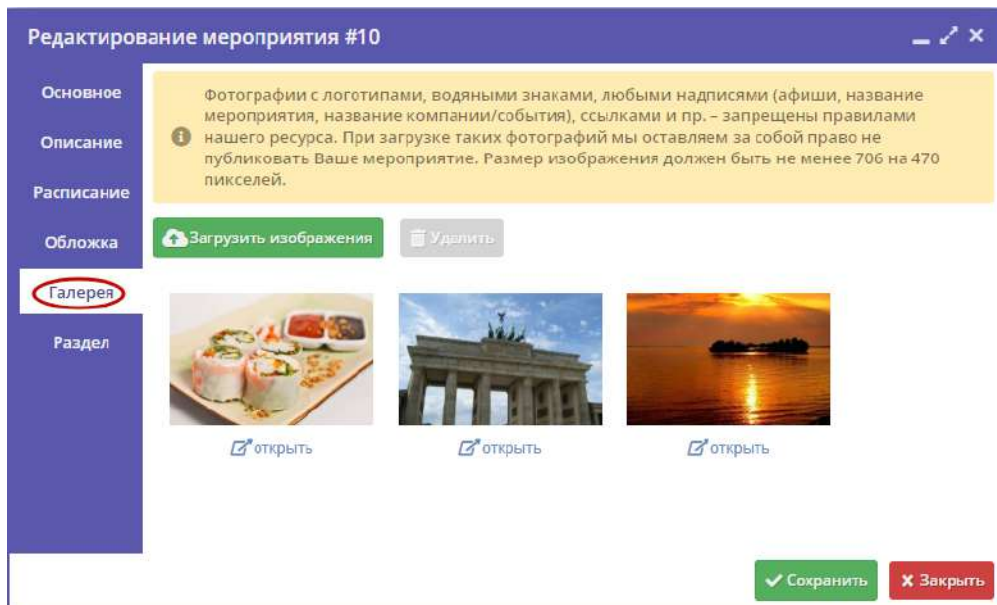 Редактирование мероприятия #10
Основное
Описание
Расписание
Обложка
Галерея
Раздел
Фотографии с логотипами, водяными знаками, любыми надписями (афиши, название
мероприятия, название компании/события), ссылками и пр. – запрещены правилами
нашего ресурса. При загрузке таких фотографий мы оставляем за собой право не
публиковать Ваше мероприятие. Размер изображения должен быть не менее 706 на 470
пикселей.
Загрузить изображения
Удалить
открыть
открыть
открыть
Сохранить
Закрыть